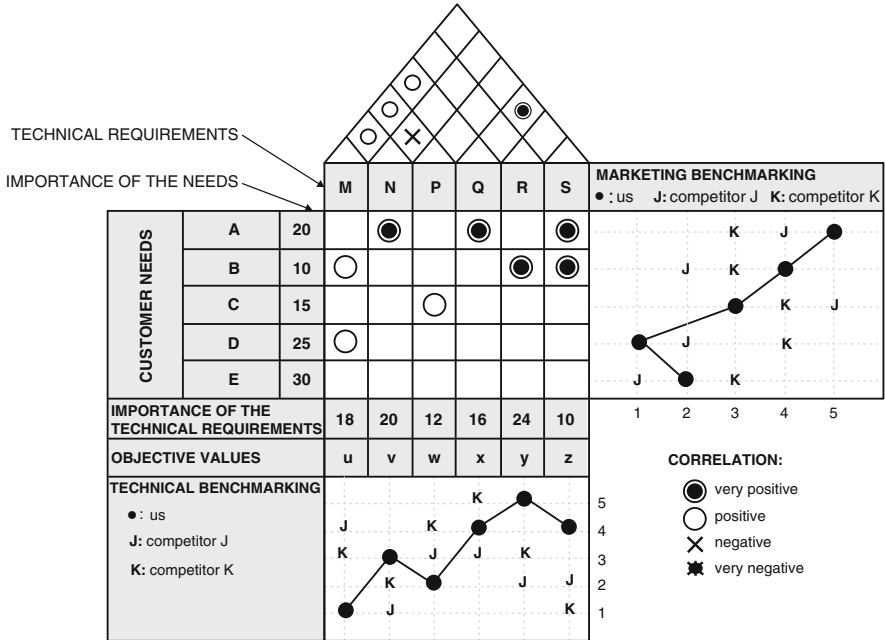 TECHNICAL REQUIREMENTS
IMPORTANCE OF THE NEEDS
M N P Q R S
MARKETING BENCHMARKING
: us J: competitor J K: competitor K
CUSTOMER NEEDS
A 20
K J
B 10
J K
C 15
K J
D 25
J K
E 30
J K
1 2 3 4 5
IMPORTANCE OF THE
TECHNICAL REQUIREMENTS
18 20 12 16 24 10
OBJECTIVE VALUES
u v w x y z
TECHNICAL BENCHMARKING
: us
J: competitor J
K: competitor K
K
J K
K J J K
K J J
J K
5
4
3
2
1
CORRELATION:
very positive
positive
negative
very negative